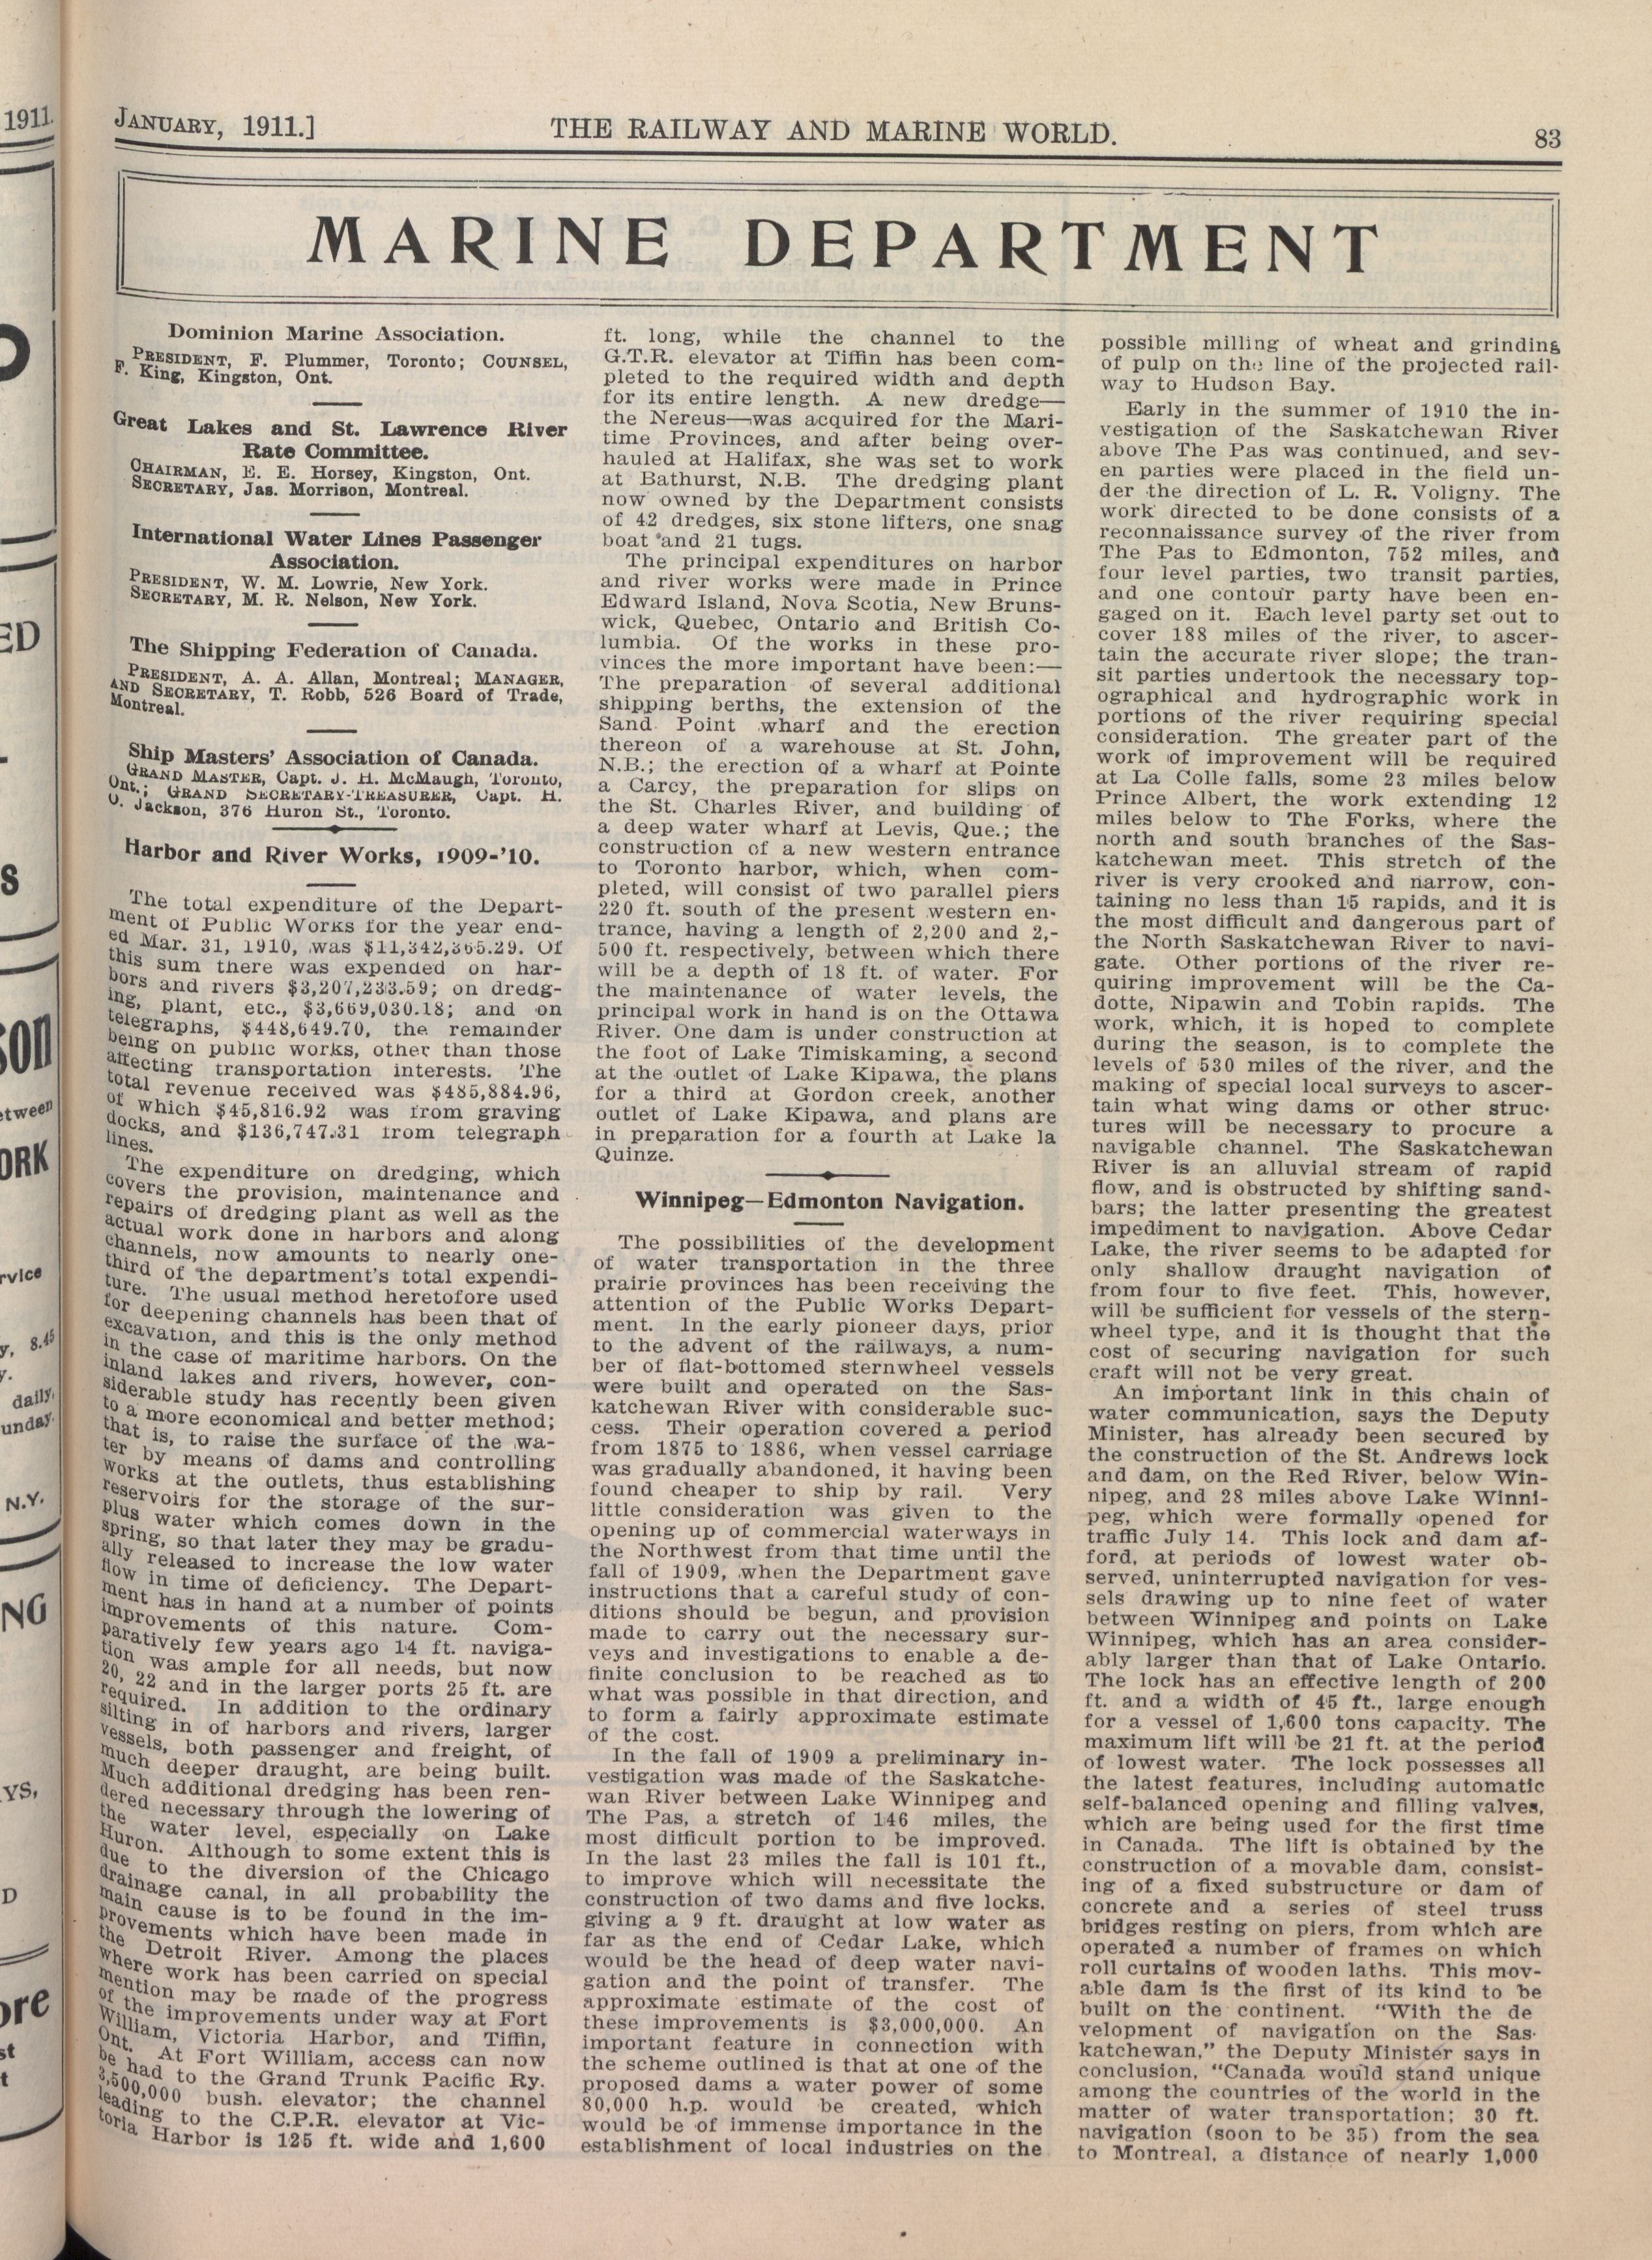 1911.
JANUARY, 1911.]
THE RAILWAY AND MARINE WORLD.
83
MARINE DEPARTMENT
Dominion Marine Association.
PRESIDENT, F. Plummer, Toronto; COUNSEL,
F. King, Kingston, Ont.
Great Lakes and St. Lawrence River
Rate Committee.
CHAIRMAN, E. E. Horsey, Kingston, Ont.
SECRETARY, Jas. Morrison, Montreal.
International Water Lines Passenger
Association.
PRESIDENT, W. M. Lowrie, New York.
SECRETARY, M. R. Nelson, New York.
The Shipping Federation of Canada.
PRESIDENT, A. A. Allan, Montreal; MANAGER,
AND SECRETARY, T. Robb, 526 Board of Trade,
Montreal.
Ship Masters' Association of Canada.
GRAND MASTER, Capt. J. H. McMaugh, Toronto,
Ont.; GRAND SECRETARY-TREASURER, Capt. H.
O. Jackson, 376 Huron St., Toronto.
Harbor and River Works, 1909-'10.
The total expenditure of the Depart-
ment of Public Works for the year end-
ed Mar. 31, 1910, was $11,342,365.29. Of
this sum there was expended on har-
bors and rivers $3,207,233.59; on dredg-
ing, plant, etc., $3,669,030.18; and on
telegraphs, $448,649.70, the remainder
being on public works, other than those
affecting transportation interests. The
total revenue received was $485,884.96,
of which $45,816.92 was from graving
docks, and $136,747.31 from telegraph
lines.
The expenditure on dredging, which
covers the provision, maintenance and
repairs of dredging plant as well as the
actual work done in harbors and along
channels, now amounts to nearly one-
third of the department's total expendi-
ture. The usual method heretofore used
for deepening channels has been that of
excavation, and this is the only method
in the case of maritime harbors. On the
inland lakes and rivers, however, con-
siderable study has recently been given
to a more economical and better method;
that is, to raise the surface of the wa-
ter by means of dams and controlling
works at the outlets, thus establishing
reservoirs for the storage of the sur-
plus water which comes down in the
spring, so that later they may be gradu-
ally released to increase the low water
flow in time of deficiency. The Depart-
ment has in hand at a number of points
improvements of this nature. Com-
paratively few years ago 14 ft. naviga-
tion was ample for all needs, but now
20, 22 and in the larger ports 25 ft. are
required. In addition to the ordinary
silting in of harbors and rivers, larger
vessels, both passenger and freight, of
much deeper draught, are being built.
Much additional dredging has been ren-
dered necessary through the lowering of
the water level, especially on Lake
Huron. Although to some extent this is
due to the diversion of the Chicago
drainage canal, in all probability the
main cause is to be found in the im-
provements which have been made in
the Detroit River. Among the places
where work has been carried on special
mention may be made of the progress
of the improvements under way at Fort
William, Victoria Harbor, and Tiffin,
Ont. At Fort William, access can now
be had to the Grand Trunk Pacific Ry.
3,500,000 bush. elevator; the channel
leading to the C.P.R. elevator at Vic-
toria Harbor is 125 ft. wide and 1,600
ft. long, while the channel to the
G.T.R. elevator at Tiffin has been com-
pleted to the required width and depth
for its entire length. A new dredge—
the Nereus—was acquired for the Mari-
time Provinces, and after being over-
hauled at Halifax, she was set to work
at Bathurst, N.B. The dredging plant
now owned by the Department consists
of 42 dredges, six stone lifters, one snag
boat and 21 tugs.
The principal expenditures on harbor
and river works were made in Prince
Edward Island, Nova Scotia, New Bruns-
wick, Quebec, Ontario and British Co-
lumbia. Of the works in these pro-
vinces the more important have been:—
The preparation of several additional
shipping berths, the extension of the
Sand Point wharf and the erection
thereon of a warehouse at St. John,
N.B.; the erection of a wharf at Pointe
a Carcy, the preparation for slips on
the St. Charles River, and building of
a deep water wharf at Levis, Que.; the
construction of a new western entrance
to Toronto harbor, which, when com-
pleted, will consist of two parallel piers
220 ft. south of the present western en-
trance, having a length of 2,200 and 2,-
500 ft. respectively, between which there
will be a depth of 18 ft. of water. For
the maintenance of water levels, the
principal work in hand is on the Ottawa
River. One dam is under construction at
the foot of Lake Timiskaming, a second
at the outlet of Lake Kipawa, the plans
for a third at Gordon creek, another
outlet of Lake Kipawa, and plans are
in preparation for a fourth at Lake la
Quinze.
Winnipeg—Edmonton Navigation.
The possibilities of the development
of water transportation in the three
prairie provinces has been receiving the
attention of the Public Works Depart-
ment. In the early pioneer days, prior
to the advent of the railways, a num-
ber of flat-bottomed sternwheel vessels
were built and operated on the Sas-
katchewan River with considerable suc-
cess. Their operation covered a period
from 1875 to 1886, when vessel carriage
was gradually abandoned, it having been
found cheaper to ship by rail. Very
little consideration was given to the
opening up of commercial waterways in
the Northwest from that time until the
fall of 1909, when the Department gave
instructions that a careful study of con-
ditions should be begun, and provision
made to carry out the necessary sur-
veys and investigations to enable a de-
finite conclusion to be reached as to
what was possible in that direction, and
to form a fairly approximate estimate
of the cost.
In the fall of 1909 a preliminary in-
vestigation was made of the Saskatche-
wan River between Lake Winnipeg and
The Pas, a stretch of 146 miles, the
most difficult portion to be improved.
In the last 23 miles the fall is 101 ft.,
to improve which will necessitate the
construction of two dams and five locks,
giving a 9 ft. draught at low water as
far as the end of Cedar Lake, which
would be the head of deep water navi-
gation and the point of transfer. The
approximate estimate of the cost of
these improvements is $3,000,000. An
important feature in connection with
the scheme outlined is that at one of the
proposed dams a water power of some
80,000 h.p. would be created, which
would be of immense importance in the
establishment of local industries on the
possible milling of wheat and grinding
of pulp on the line of the projected rail-
way to Hudson Bay.
Early in the summer of 1910 the in-
vestigation of the Saskatchewan River
above The Pas was continued, and sev-
en parties were placed in the field un-
der the direction of L. R. Voligny. The
work directed to be done consists of a
reconnaissance survey of the river from
The Pas to Edmonton, 752 miles, and
four level parties, two transit parties,
and one contour party have been en-
gaged on it. Each level party set out to
cover 188 miles of the river, to ascer-
tain the accurate river slope; the tran-
sit parties undertook the necessary top-
ographical and hydrographic work in
portions of the river requiring special
consideration. The greater part of the
work of improvement will be required
at La Colle falls, some 23 miles below
Prince Albert, the work extending 12
miles below to The Forks, where the
north and south branches of the Sas-
katchewan meet. This stretch of the
river is very crooked and narrow, con-
taining no less than 15 rapids, and it is
the most difficult and dangerous part of
the North Saskatchewan River to navi-
gate. Other portions of the river re-
quiring improvement will be the Ca-
dotte, Nipawin and Tobin rapids. The
work, which, it is hoped to complete
during the season, is to complete the
levels of 530 miles of the river, and the
making of special local surveys to ascer-
tain what wing dams or other struc-
tures will be necessary to procure a
navigable channel. The Saskatchewan
River is an alluvial stream of rapid
flow, and is obstructed by shifting sand-
bars; the latter presenting the greatest
impediment to navigation. Above Cedar
Lake, the river seems to be adapted for
only shallow draught navigation of
from four to five feet. This, however,
will be sufficient for vessels of the stern-
wheel type, and it is thought that the
cost of securing navigation for such
craft will not be very great.
An important link in this chain of
water communication, says the Deputy
Minister, has already been secured by
the construction of the St. Andrews lock
and dam, on the Red River, below Win-
nipeg, and 28 miles above Lake Winni-
peg, which were formally opened for
traffic July 14. This lock and dam af-
ford, at periods of lowest water ob-
served, uninterrupted navigation for ves-
sels drawing up to nine feet of water
between Winnipeg and points on Lake
Winnipeg, which has an area consider-
ably larger than that of Lake Ontario.
The lock has an effective length of 200
ft. and a width of 45 ft., large enough
for a vessel of 1,600 tons capacity. The
maximum lift will be 21 ft. at the period
of lowest water. The lock possesses all
the latest features, including automatic
self-balanced opening and filling valves,
which are being used for the first time
in Canada. The lift is obtained by the
construction of a movable dam, consist-
ing of a fixed substructure or dam of
concrete and a series of steel truss
bridges resting on piers, from which are
operated a number of frames on which
roll curtains of wooden laths. This mov-
able dam is the first of its kind to be
built on the continent. "With the de
velopment of navigation on the Sas-
katchewan," the Deputy Minister says in
conclusion, "Canada would stand unique
among the countries of the world in the
matter of water transportation; 30 ft.
navigation (soon to be 35) from the sea
to Montreal, a distance of nearly 1,000